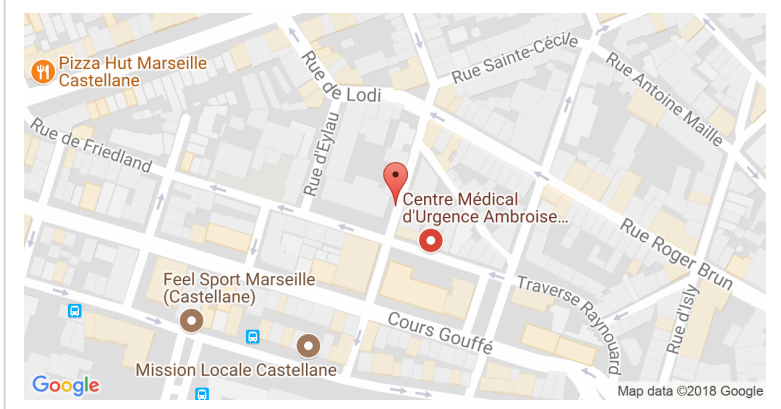 Pizza Hut Marseille
Castellane
Rue de Lodi
Rue Sainte-Cécile
Rue Antoine Maille
Rue de Friedland
Rue d'Eylau
Centre Médical
d'Urgence Ambroise...
Rue Roger Brun
Feel Sport Marseille
(Castellane)
Traverse Raynouard
Rue d'Isly
Cours Gouffé
Mission Locale Castellane
Google
Map data ©2018 Google